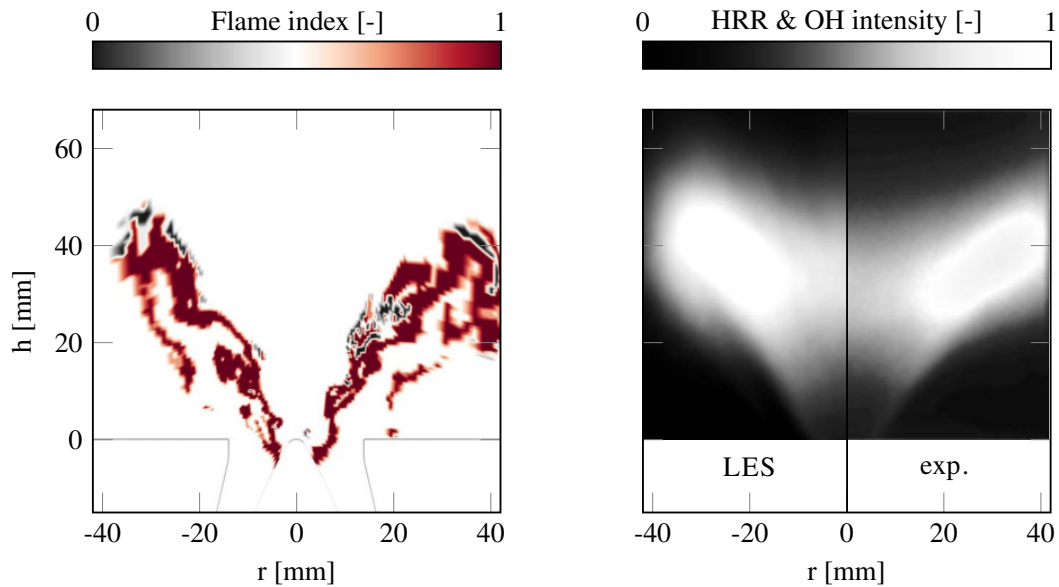 Flame index [-]
0 1
HRR & OH intensity [-]
0 1
h [mm]
60
40
20
0
-40 -20 0 20 40
r [mm]
LES exp.
-40 -20 0 20 40
r [mm]